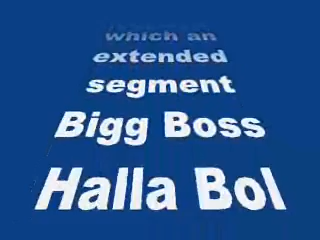 which an
extended
segment
Bigg Boss
Halla Bol